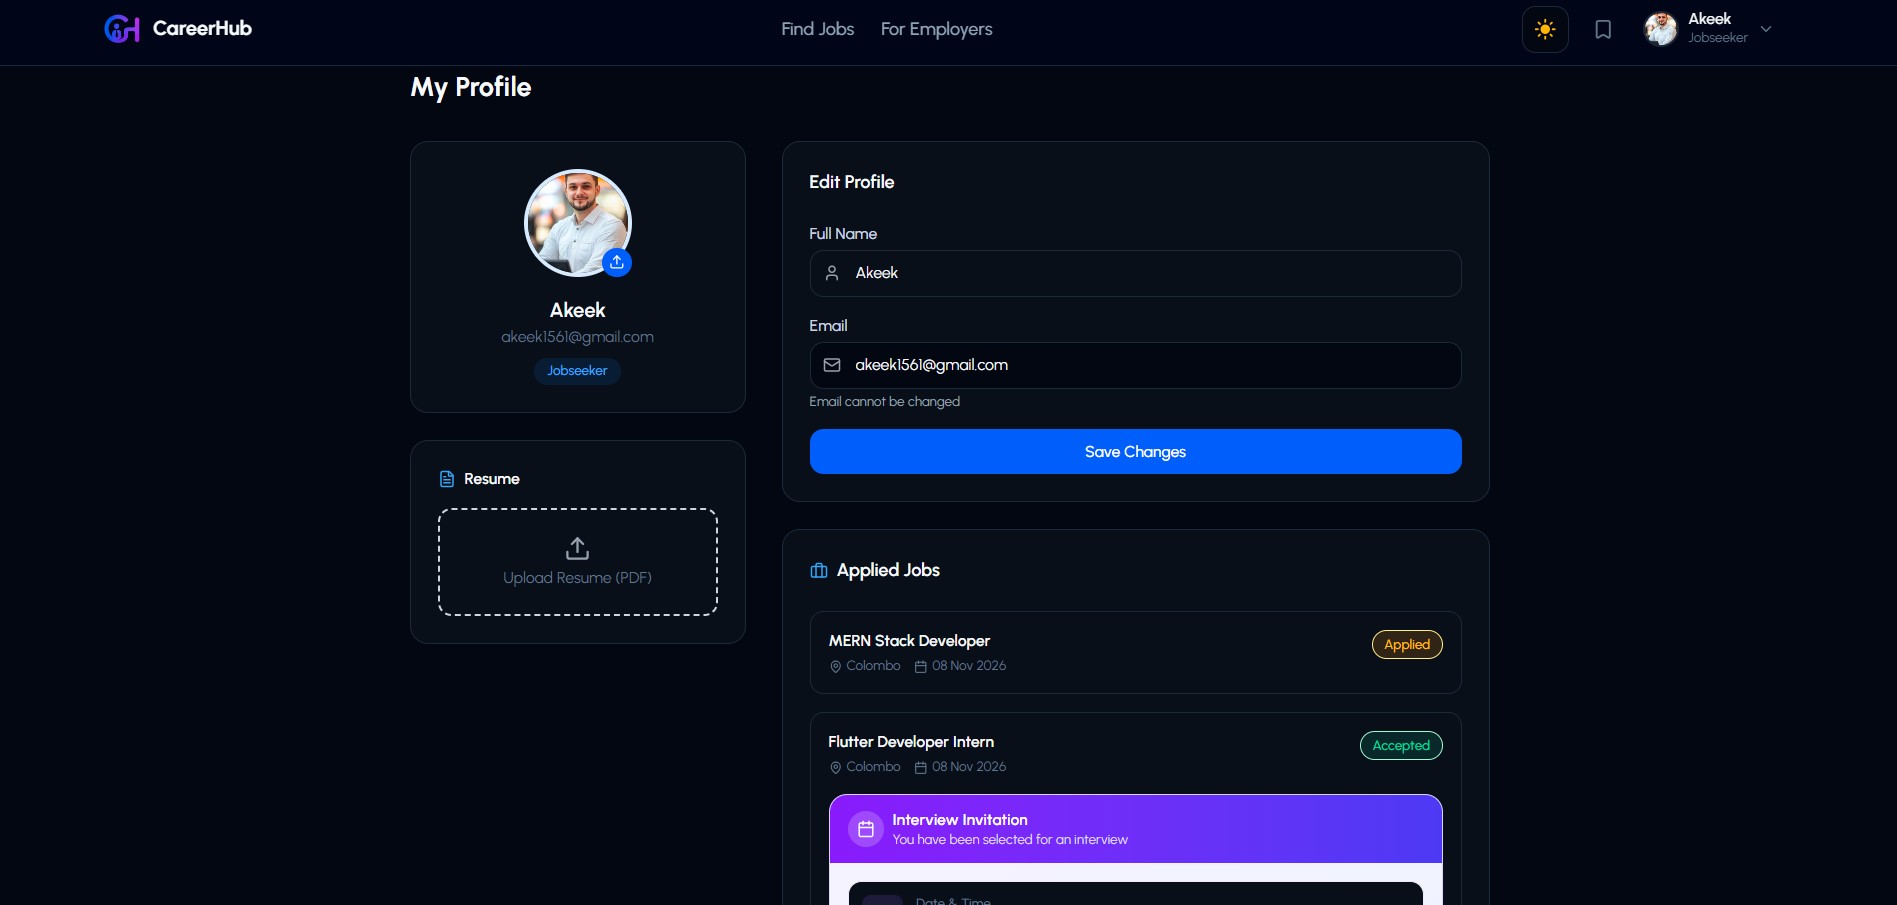 CareerHub
Find Jobs
For Employers
Akeek
Jobseeker
My Profile
Akeek
akeek1561@gmail.com
Jobseeker
Resume
Upload Resume (PDF)
Edit Profile
Full Name
Akeek
Email
akeek1561@gmail.com
Email cannot be changed
Save Changes
Applied Jobs
MERN Stack Developer
Applied
Colombo 08 Nov 2026
Flutter Developer Intern
Accepted
Colombo 08 Nov 2026
Interview Invitation
You have been selected for an interview
Date & Time